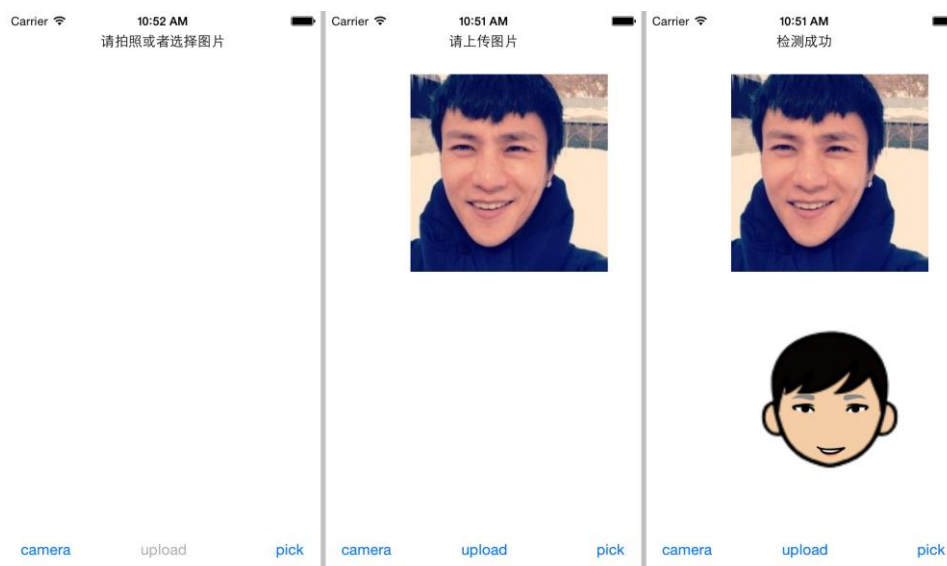 Carrier 10:52 AM
请拍照或者选择图片
camera upload pick
Carrier 10:51 AM
请上传图片
camera upload pick
Carrier 10:51 AM
检测成功
camera upload pick